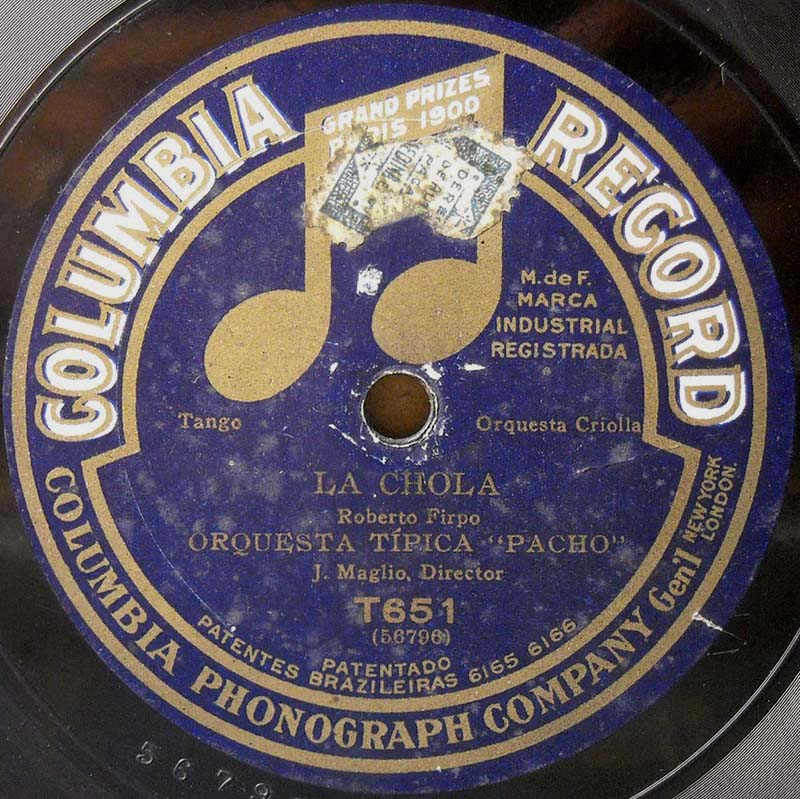 COLUMBIA RECORD
GRAND PRIZES
PARIS 1900
M. de F.
MARCA
INDUSTRIAL
REGISTRADA
Tango
Orquesta Criolla
LA CHOLA
Roberto Firpo
ORQUESTA TÍPICA "PACHO"
J. Maglio, Director
T651
(56796)
PATENTADO
PATENTES BRAZILEIRAS 6165 6166
COLUMBIA PHONOGRAPH COMPANY Gen'l NEW YORK
LONDON.
5679